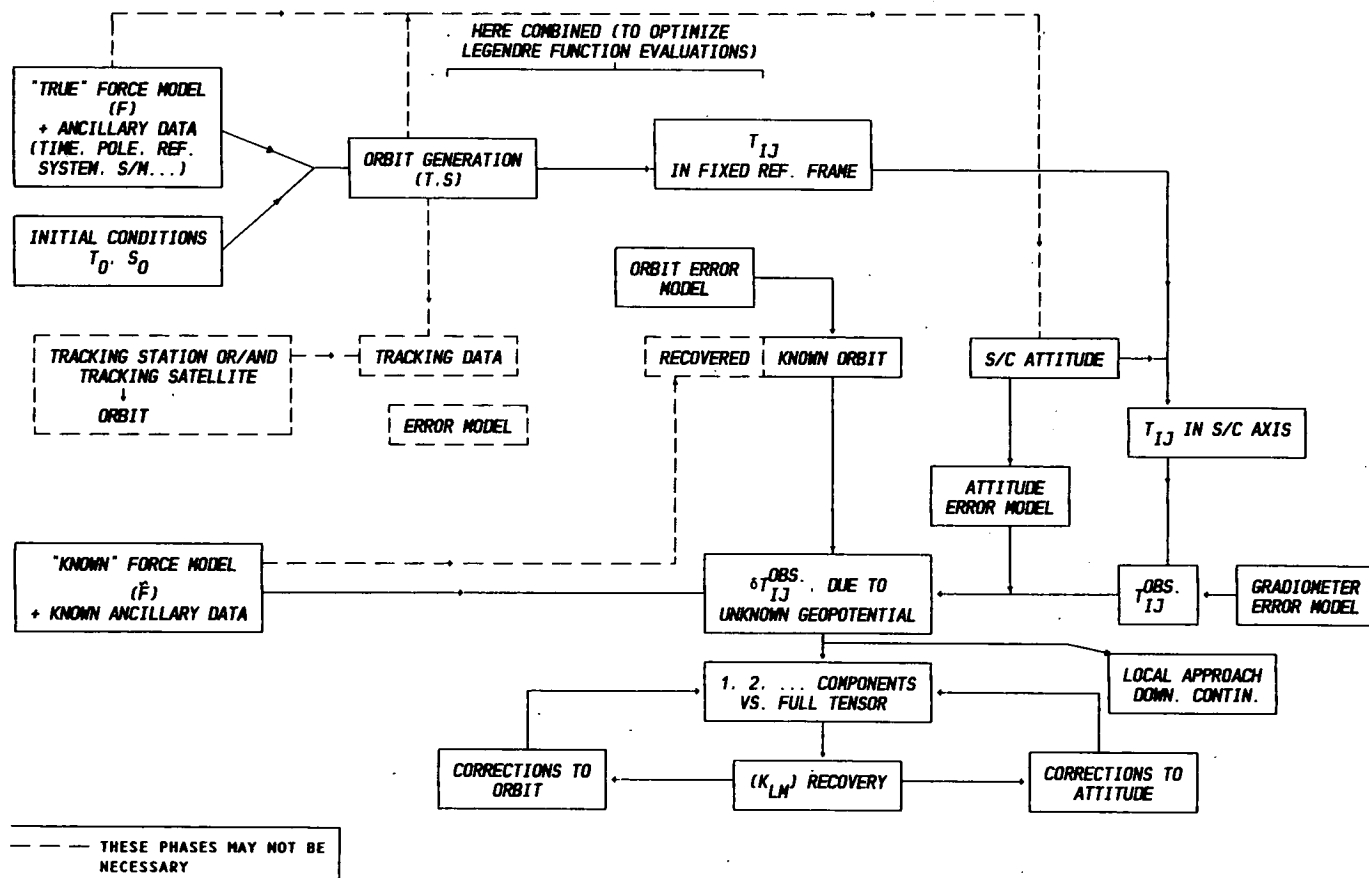 HERE COMBINED (TO OPTIMIZE
LEGENDRE FUNCTION EVALUATIONS)
"TRUE" FORCE MODEL
(F)
+ ANCILLARY DATA
(TIME. POLE. REF.
SYSTEM. S/M...)
ORBIT GENERATION
(T.S)
T_IJ
IN FIXED REF. FRAME
INITIAL CONDITIONS
T_O. S_O
ORBIT ERROR
MODEL
TRACKING STATION OR/AND
TRACKING SATELLITE
ORBIT
TRACKING DATA
RECOVERED
KNOWN ORBIT
S/C ATTITUDE
ERROR MODEL
T_IJ IN S/C AXIS
ATTITUDE
ERROR MODEL
"KNOWN" FORCE MODEL
(F̂)
+ KNOWN ANCILLARY DATA
δT_IJ^OBS. . DUE TO
UNKNOWN GEOPOTENTIAL
T_IJ^OBS.
GRADIOMETER
ERROR MODEL
1. 2. ... COMPONENTS
VS. FULL TENSOR
LOCAL APPROACH
DOWN. CONTIN.
CORRECTIONS TO
ORBIT
(K_LM) RECOVERY
CORRECTIONS TO
ATTITUDE
THESE PHASES MAY NOT BE
NECESSARY